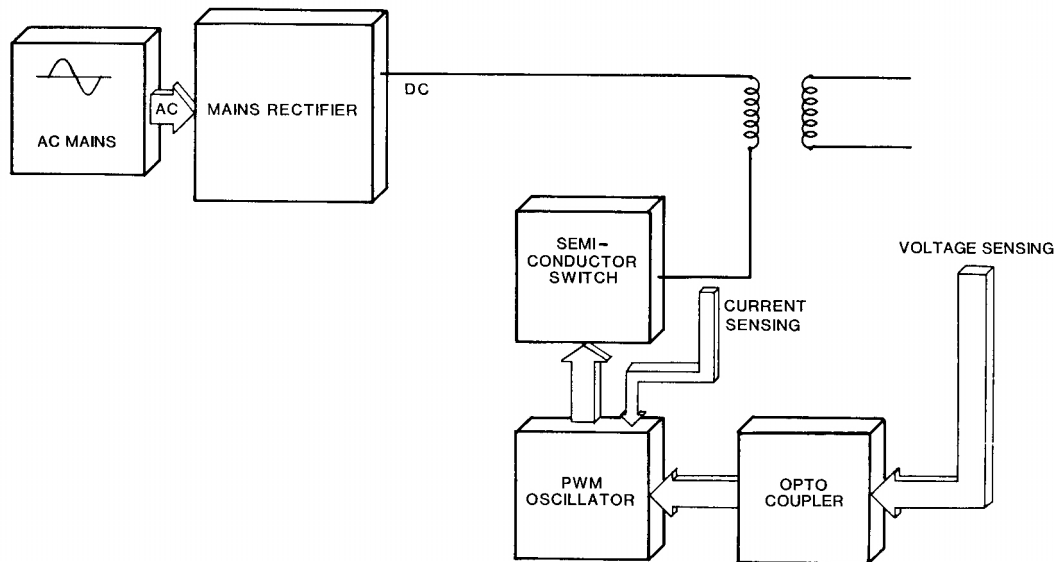 AC MAINS
AC
MAINS RECTIFIER
DC
SEMI-
CONDUCTOR
SWITCH
VOLTAGE SENSING
CURRENT
SENSING
PWM
OSCILLATOR
OPTO
COUPLER